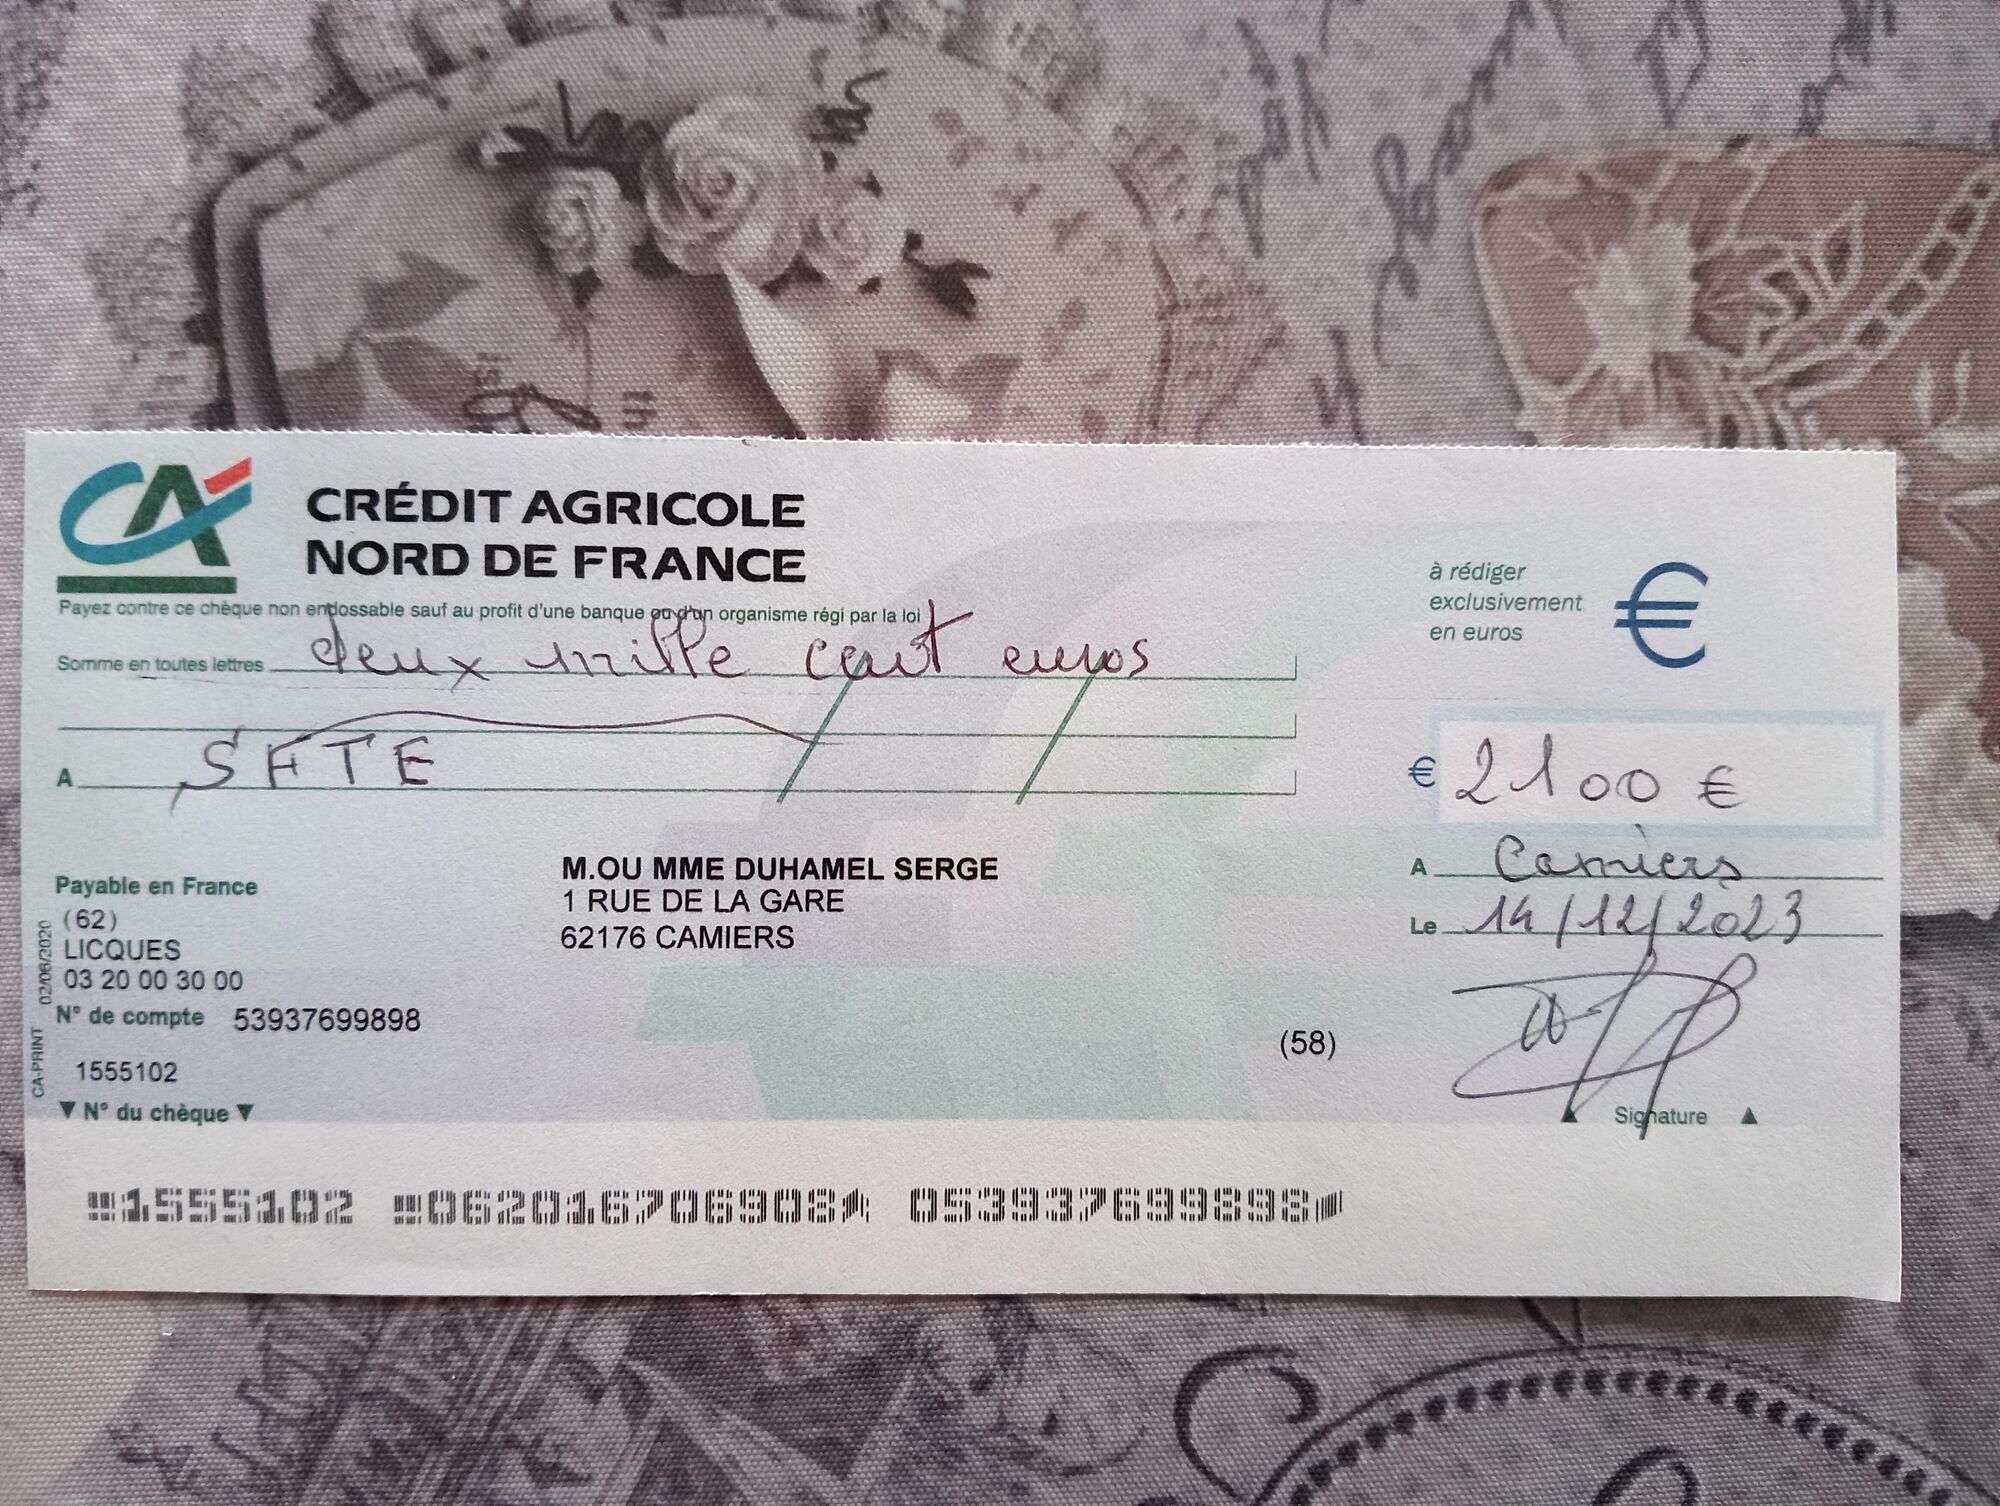 CA
CRÉDIT AGRICOLE
NORD DE FRANCE
Payez contre ce chèque non endossable sauf au profit d'une banque ou d'un organisme régi par la loi
à rédiger
exclusivement
en euros
€
Somme en toutes lettres deux mille cent euros
A SFTE
€ 2100 €
A Camiers
Le 14/12/2023
M.OU MME DUHAMEL SERGE
1 RUE DE LA GARE
62176 CAMIERS
Payable en France
(62)
LICQUES
03 20 00 30 00
N° de compte 53937699898
1555102
▼ N° du chèque ▼
CA-PRINT 02/06/2020
(58)
▲ Signature ▲
1555102 062016706908 053937699898